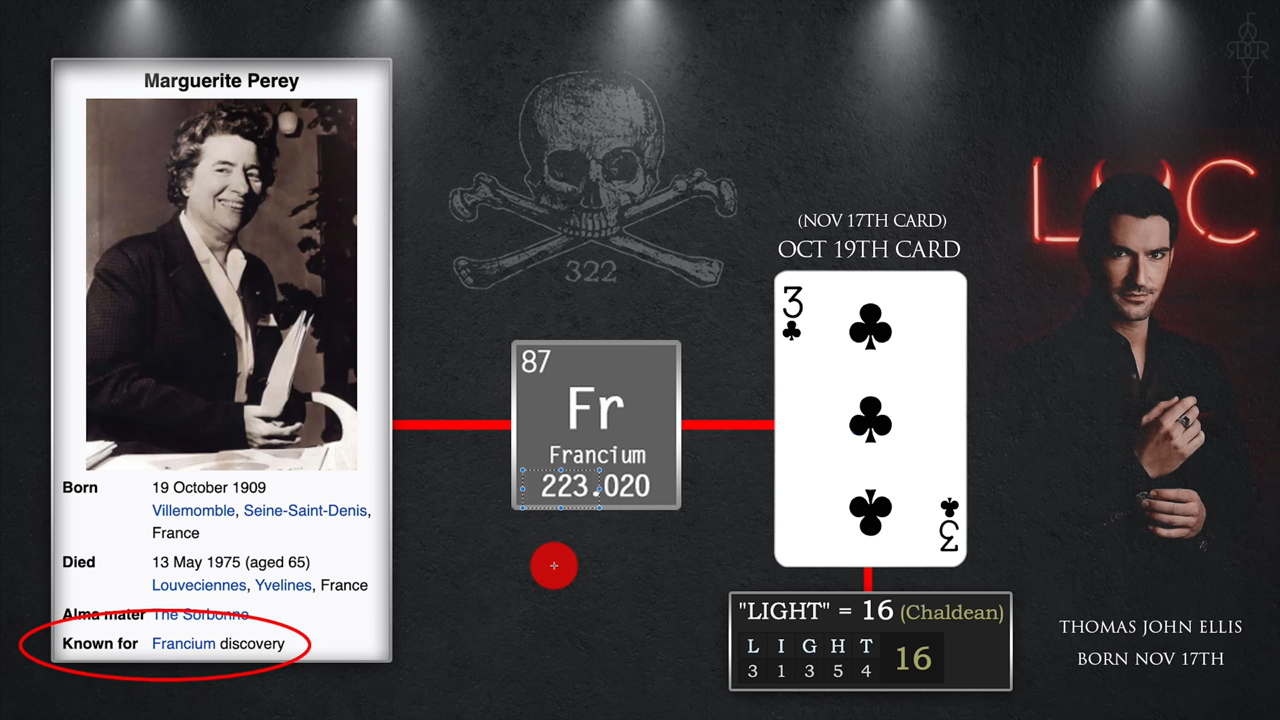 Marguerite Perey
Born 19 October 1909
Villemomble, Seine-Saint-Denis,
France
Died 13 May 1975 (aged 65)
Louveciennes, Yvelines, France
Alma mater The Sorbonne
Known for Francium discovery
322
87
Fr
Francium
223.020
(NOV 17TH CARD)
OCT 19TH CARD
3
3
"LIGHT" = 16 (Chaldean)
L I G H T
3 1 3 5 4
16
LUC
THOMAS JOHN ELLIS
BORN NOV 17TH